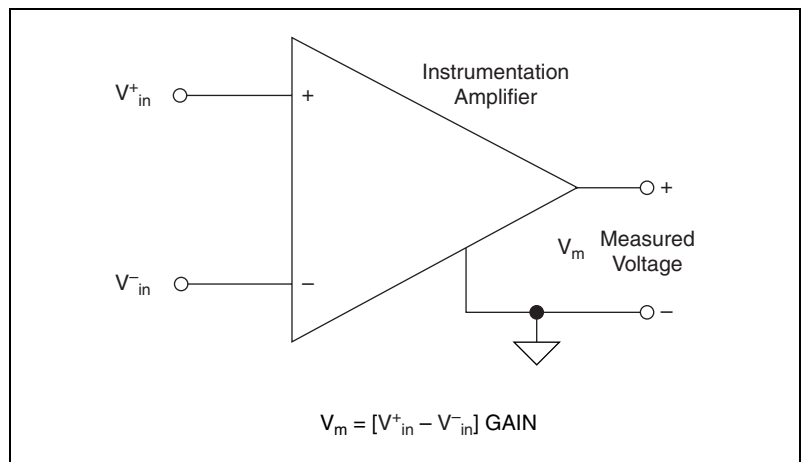 Instrumentation
Amplifier
V⁺in
+
+
Vm
Measured
Voltage
V⁻in
−
−
Vm = [V⁺in – V⁻in] GAIN